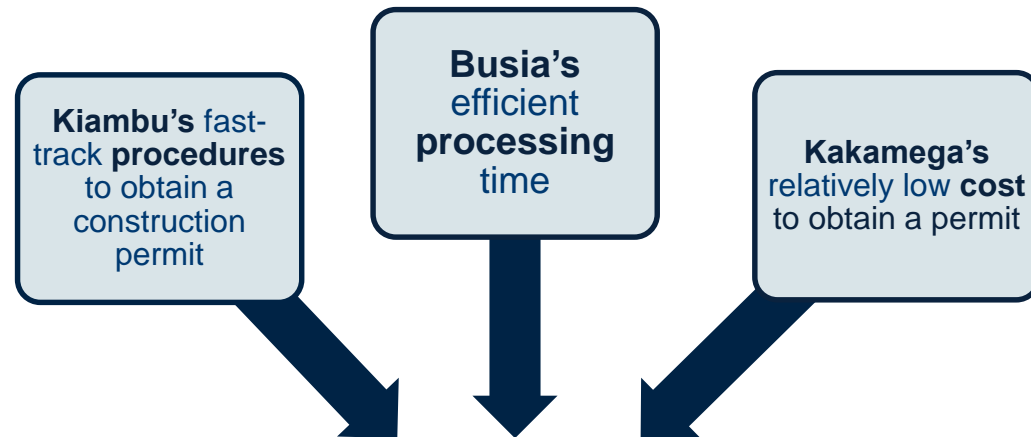 Kiambu’s fast-
track procedures
to obtain a
construction
permit
Busia’s
efficient
processing
time
Kakamega’s
relatively low cost
to obtain a permit